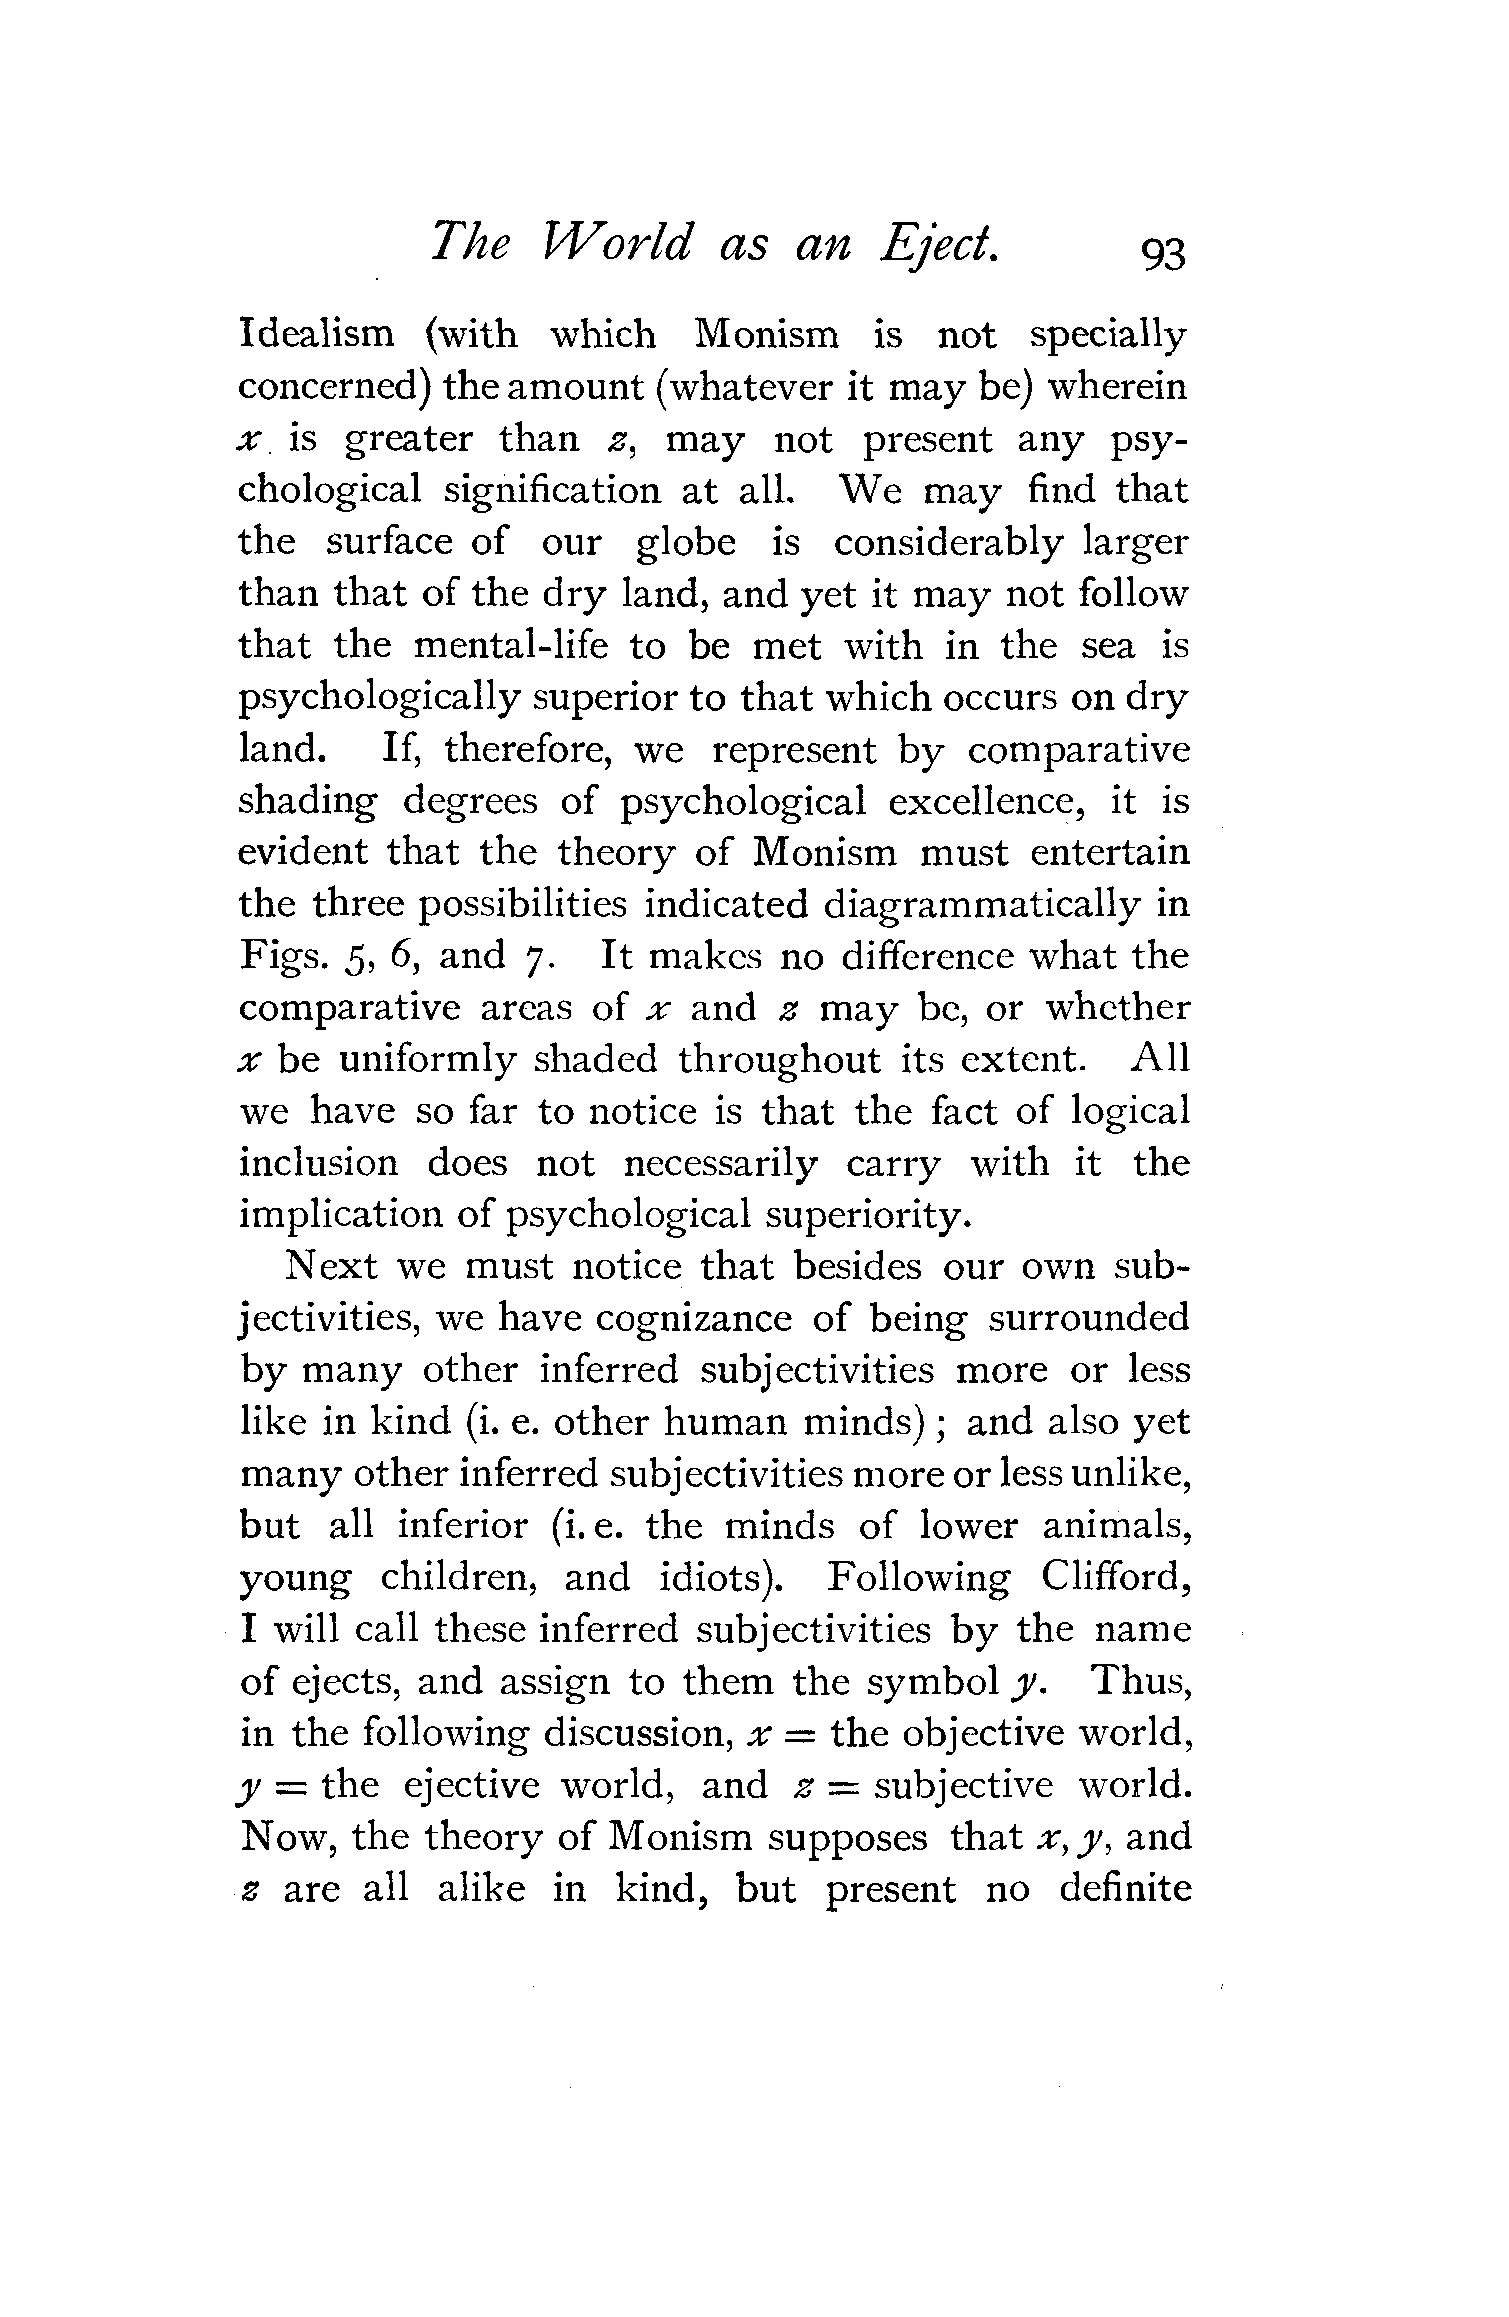 The World as an Eject. 93
Idealism (with which Monism is not specially
concerned) the amount (whatever it may be) wherein
x is greater than z, may not present any psy-
chological signification at all. We may find that
the surface of our globe is considerably larger
than that of the dry land, and yet it may not follow
that the mental-life to be met with in the sea is
psychologically superior to that which occurs on dry
land. If, therefore, we represent by comparative
shading degrees of psychological excellence, it is
evident that the theory of Monism must entertain
the three possibilities indicated diagrammatically in
Figs. 5, 6, and 7. It makes no difference what the
comparative areas of x and z may be, or whether
x be uniformly shaded throughout its extent. All
we have so far to notice is that the fact of logical
inclusion does not necessarily carry with it the
implication of psychological superiority.
Next we must notice that besides our own sub-
jectivities, we have cognizance of being surrounded
by many other inferred subjectivities more or less
like in kind (i. e. other human minds) ; and also yet
many other inferred subjectivities more or less unlike,
but all inferior (i. e. the minds of lower animals,
young children, and idiots). Following Clifford,
I will call these inferred subjectivities by the name
of ejects, and assign to them the symbol y. Thus,
in the following discussion, x = the objective world,
y = the ejective world, and z = subjective world.
Now, the theory of Monism supposes that x, y, and
z are all alike in kind, but present no definite